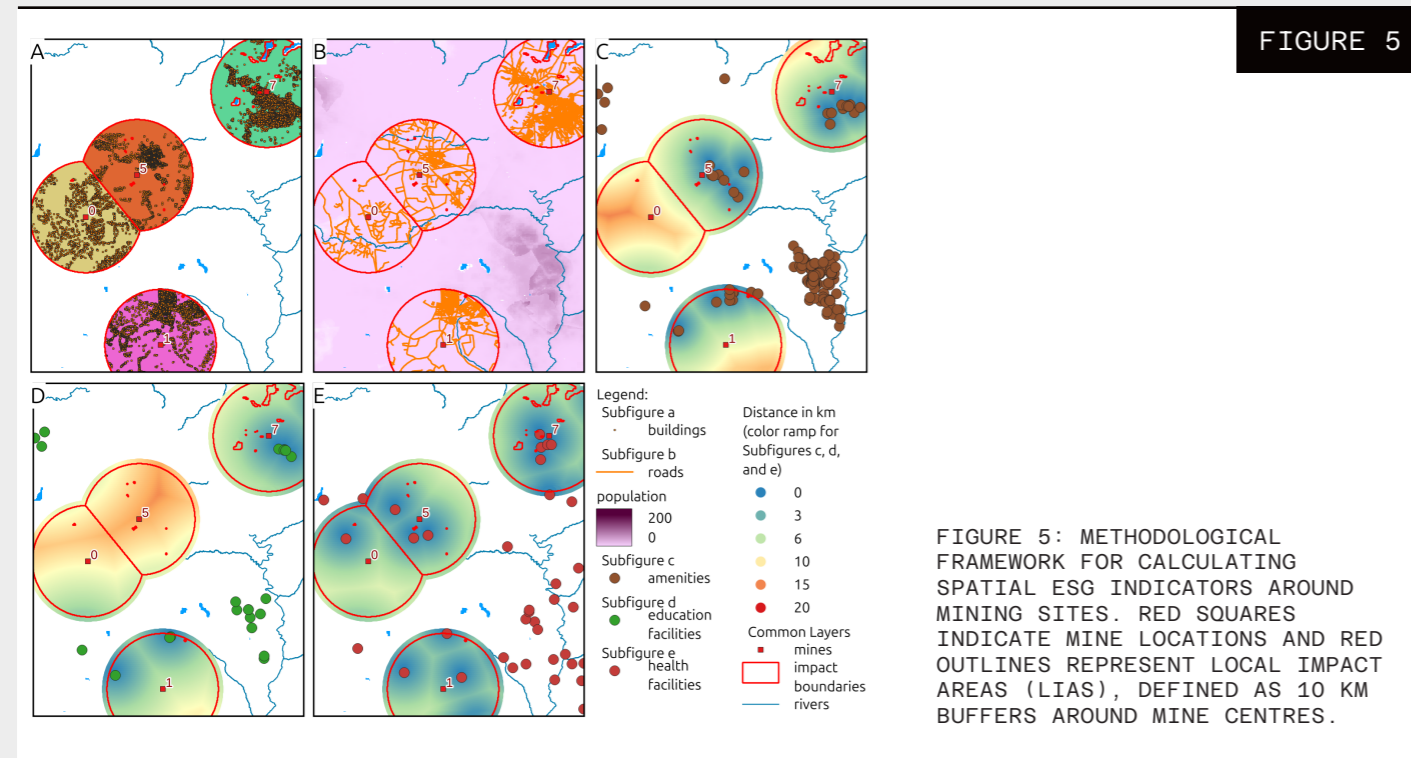 FIGURE 5
A
7
5
0
1
B
7
5
0
1
C
7
5
0
1
D
7
5
0
1
E
7
5
0
1
Legend:
Subfigure a
buildings
Subfigure b
roads
population
200
0
Subfigure c
amenities
Subfigure d
education
facilities
Subfigure e
health
facilities
Distance in km
(color ramp for
Subfigures c, d,
and e)
0
3
6
10
15
20
Common Layers
mines
impact
boundaries
rivers
FIGURE 5: METHODOLOGICAL
FRAMEWORK FOR CALCULATING
SPATIAL ESG INDICATORS AROUND
MINING SITES. RED SQUARES
INDICATE MINE LOCATIONS AND RED
OUTLINES REPRESENT LOCAL IMPACT
AREAS (LIAS), DEFINED AS 10 KM
BUFFERS AROUND MINE CENTRES.